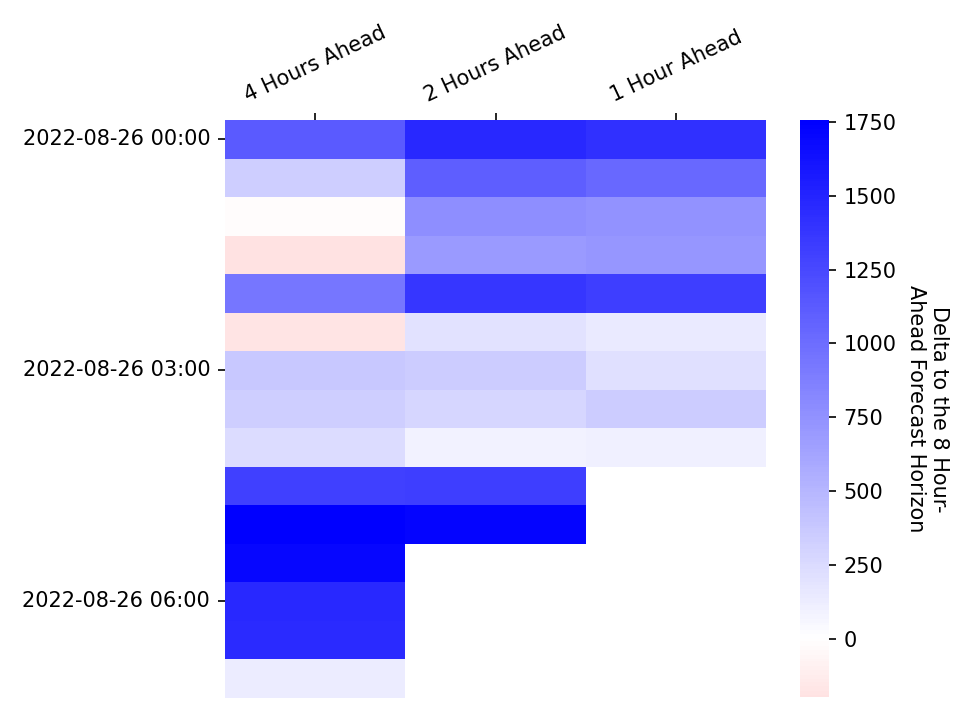 4 Hours Ahead
2 Hours Ahead
1 Hour Ahead
2022-08-26 00:00
2022-08-26 03:00
2022-08-26 06:00
1750
1500
1250
1000
750
500
250
0
Delta to the 8 Hour-
Ahead Forecast Horizon